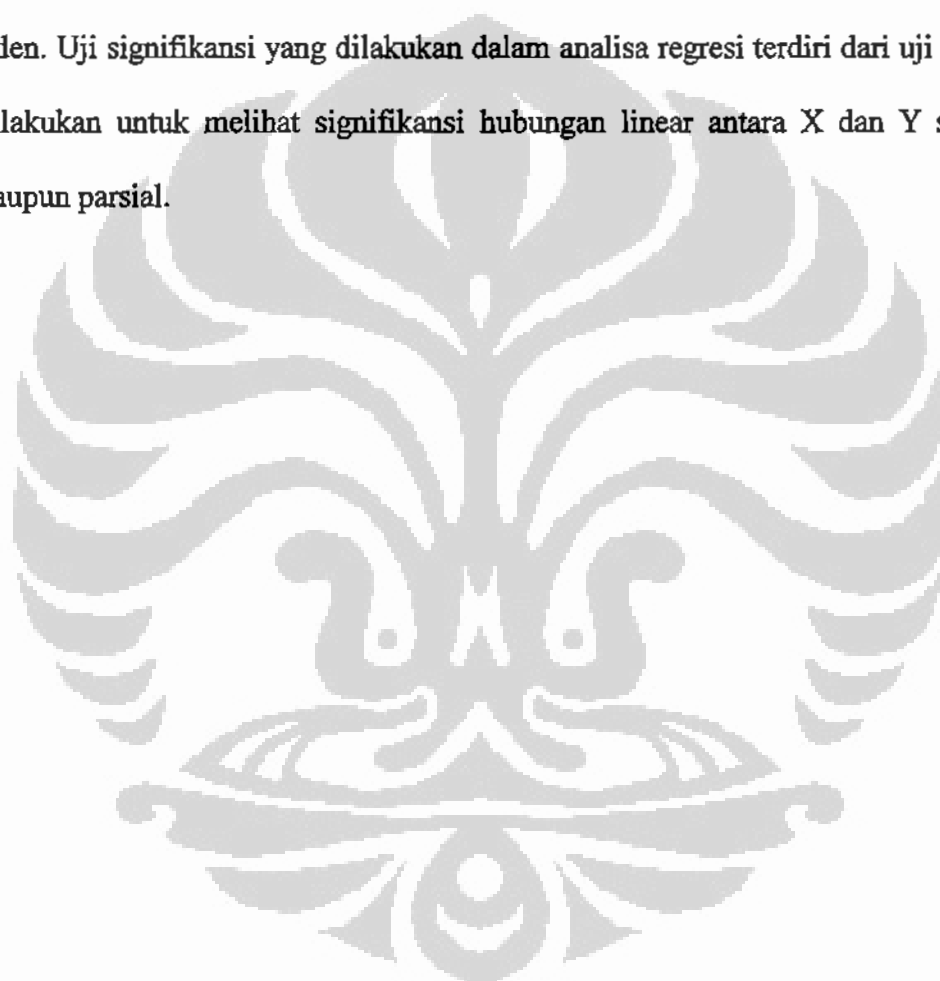 den. Uji signifikansi yang dilakukan dalam analisa regresi terdiri dari uji
lakukan untuk melihat signifikansi hubungan linear antara X dan Y s
aupun parsial.